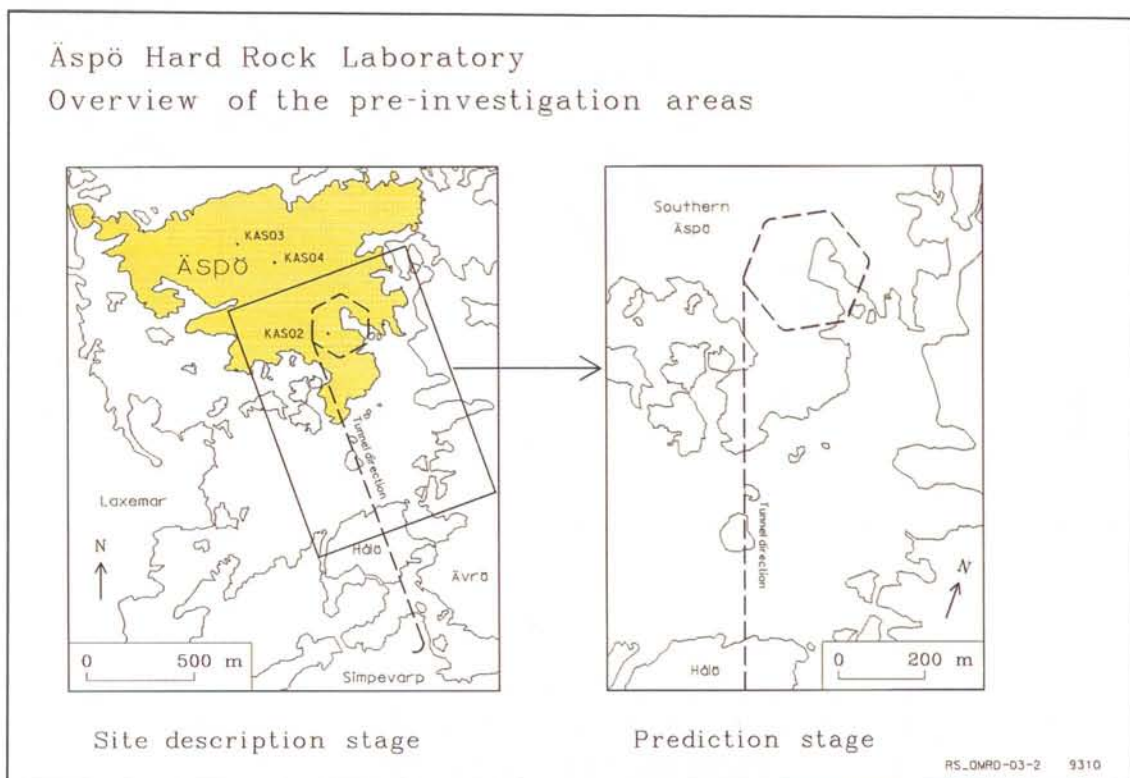 Äspö Hard Rock Laboratory
Overview of the pre-investigation areas
KAS03
KAS04
ÄSPÖ
KAS02
Tunnel direction
Laxemar
N
Hålö
Ävrö
0 500 m
Simpevarp
Southern
Äspö
Tunnel direction
N
Hålö
0 200 m
Site description stage
Prediction stage
RS_OMRD-03-2 9310